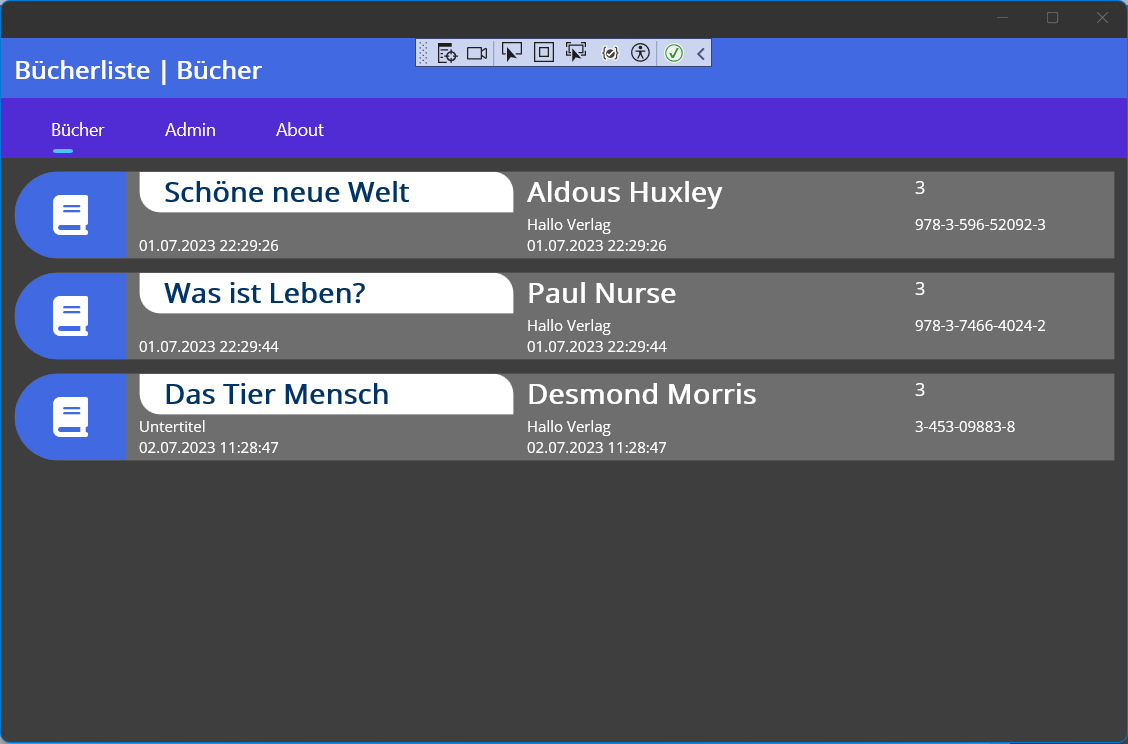 Bücherliste | Bücher
Bücher Admin About
Schöne neue Welt Aldous Huxley 3
Hallo Verlag 978-3-596-52092-3
01.07.2023 22:29:26 01.07.2023 22:29:26
Was ist Leben? Paul Nurse 3
Hallo Verlag 978-3-7466-4024-2
01.07.2023 22:29:44 01.07.2023 22:29:44
Das Tier Mensch Desmond Morris 3
Untertitel Hallo Verlag 3-453-09883-8
02.07.2023 11:28:47 02.07.2023 11:28:47